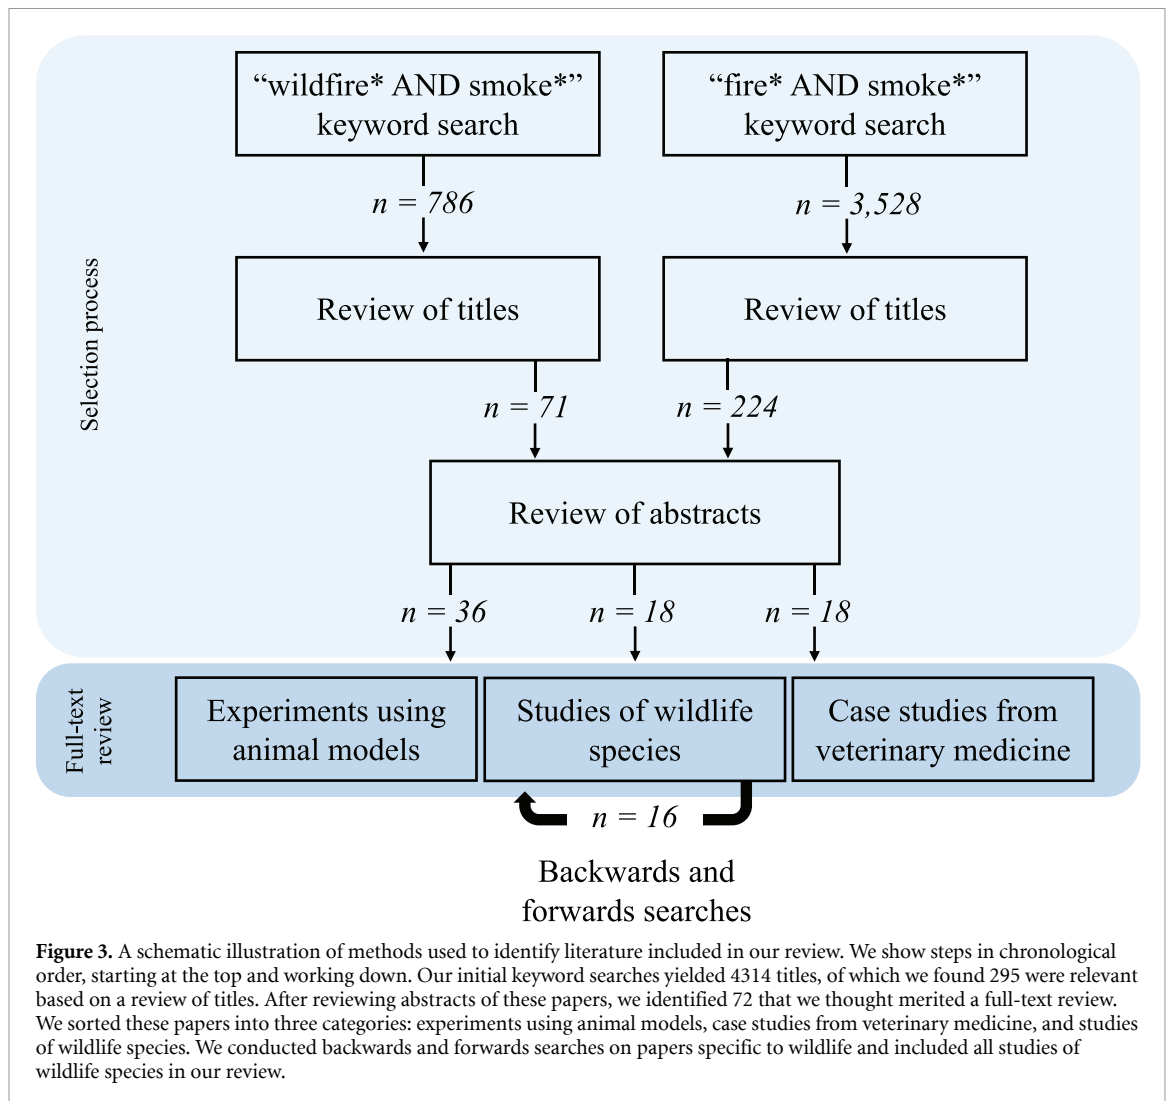 “wildfire* AND smoke*”
keyword search
“fire* AND smoke*”
keyword search
n = 786
n = 3,528
Review of titles
Review of titles
Selection process
n = 71
n = 224
Review of abstracts
n = 36
n = 18
n = 18
Full-text
review
Experiments using
animal models
Studies of wildlife
species
Case studies from
veterinary medicine
n = 16
Backwards and
forwards searches
Figure 3. A schematic illustration of methods used to identify literature included in our review. We show steps in chronological
order, starting at the top and working down. Our initial keyword searches yielded 4314 titles, of which we found 295 were relevant
based on a review of titles. After reviewing abstracts of these papers, we identified 72 that we thought merited a full-text review.
We sorted these papers into three categories: experiments using animal models, case studies from veterinary medicine, and studies
of wildlife species. We conducted backwards and forwards searches on papers specific to wildlife and included all studies of
wildlife species in our review.